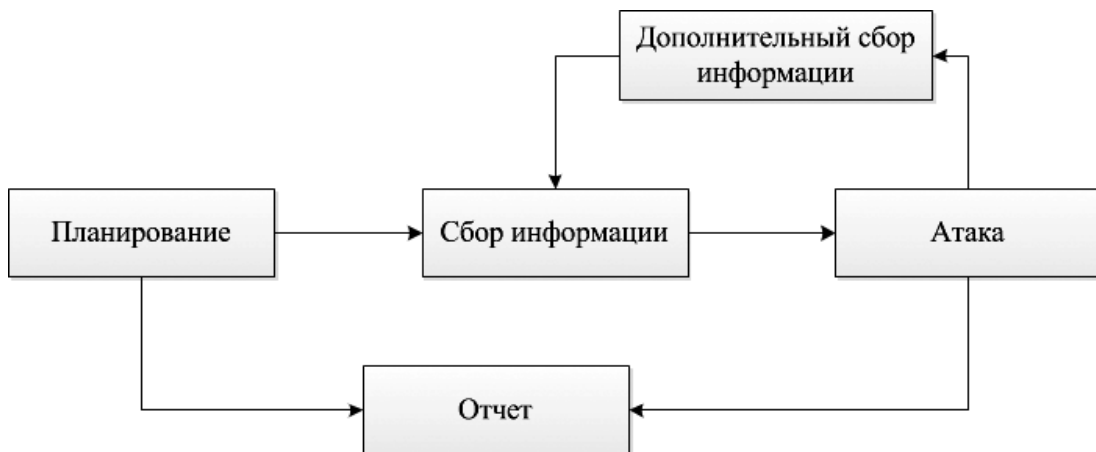 Дополнительный сбор
информации
Планирование
Сбор информации
Атака
Отчет